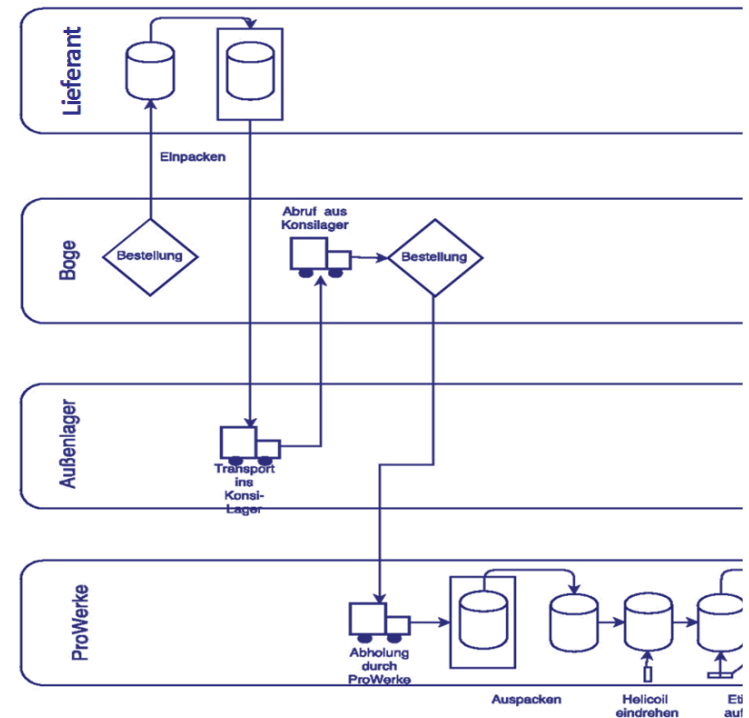 Lieferant
Einpacken
Boge
Bestellung
Abruf aus
Konsilager
Bestellung
Außenlager
Transport
ins
Konsi-
Lager
ProWerke
Abholung
durch
ProWerke
Auspacken
Helicoil
eindrehen